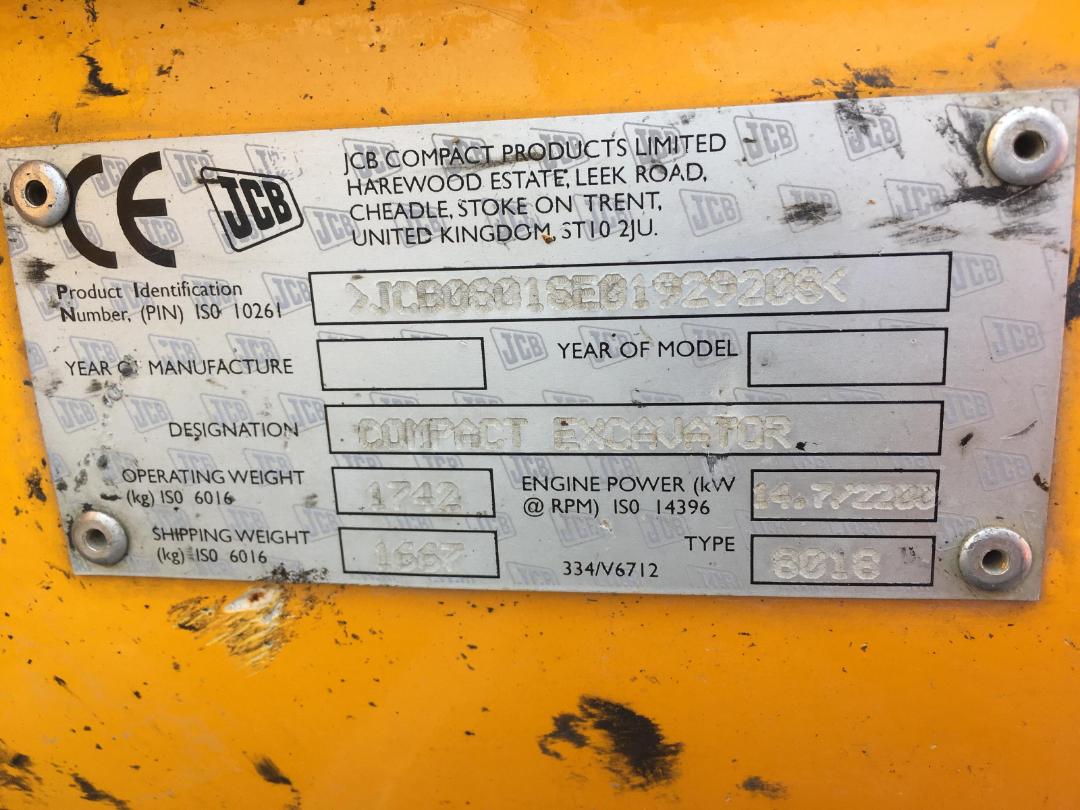 CE
JCB
JCB COMPACT PRODUCTS LIMITED
HAREWOOD ESTATE, LEEK ROAD,
CHEADLE, STOKE ON TRENT,
UNITED KINGDOM, ST10 2JU.
Product Identification
Number, (PIN) ISO 10261
>JCB08018E01929208<
YEAR OF MANUFACTURE
YEAR OF MODEL
DESIGNATION COMPACT EXCAVATOR
OPERATING WEIGHT
(kg) ISO 6016
1742
ENGINE POWER (kW
@ RPM) ISO 14396
14.7/2200
SHIPPING WEIGHT
(kg) ISO 6016
1667
334/V6712
TYPE 8018